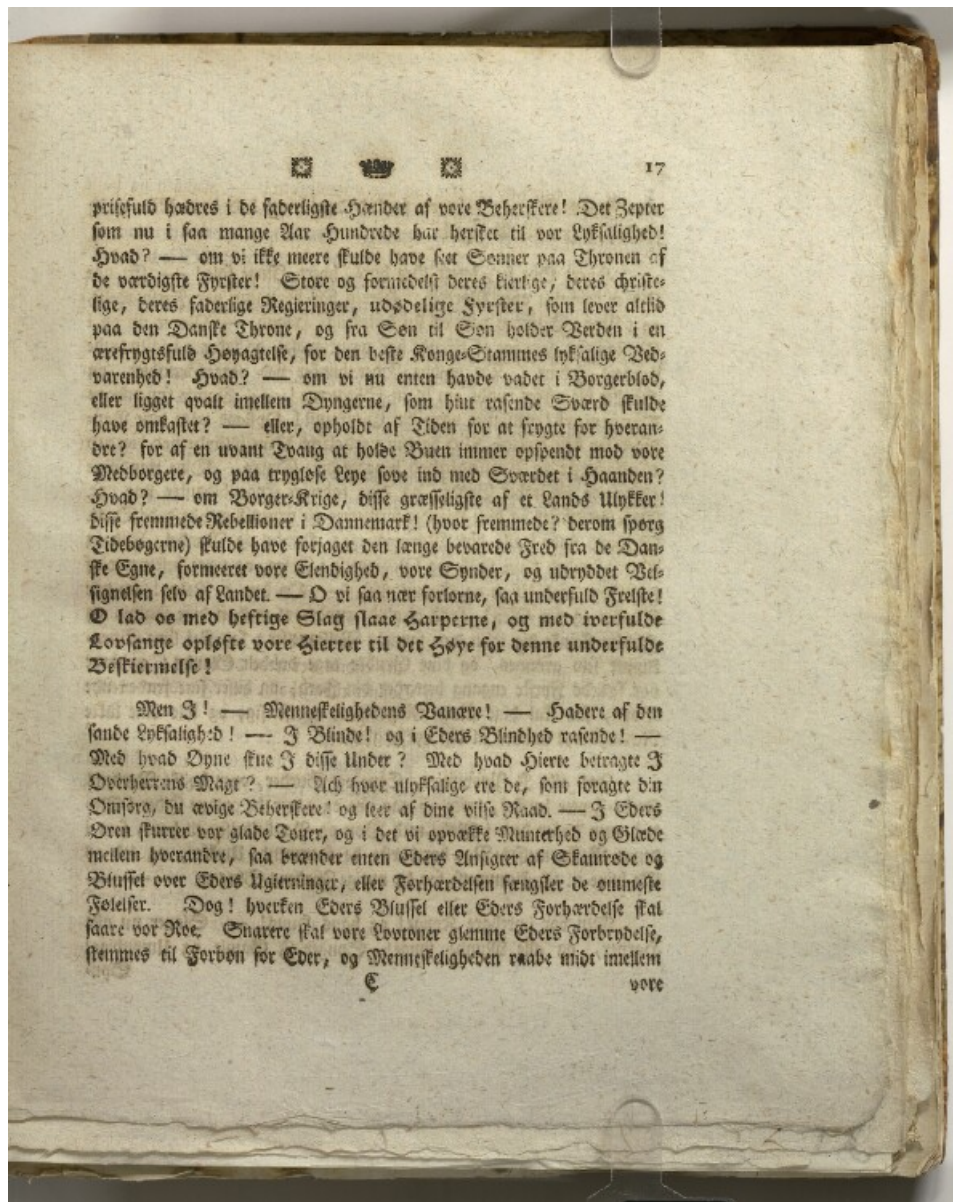 17
prisefuld hædres i de faderligste Hænder af vore Beherskere! Det Zepter
som nu i saa mange Aar Hundrede har hersket til vor Lyksalighed!
Hvad? — om vi ikke meere skulde have seet Sønner paa Thronen af
de værdigste Fyrster! Store og formedelst deres kierlige, deres christe-
lige, deres faderlige Regieringer, udødelige Fyrster, som lever altid
paa den Danske Throne, og fra Søn til Søn holder Verden i en
ærefrygtsfuld Høyagtelse, for den beste Konge-Stammes lyksalige Ved-
varenhed! Hvad? — om vi nu enten havde vadet i Borgerblod,
eller ligget qvalt imellem Dyngerne, som hint rasende Sværd skulde
have omkastet? — eller, opholdt af Tiden for at frygte for hveran-
dre? for af en uvant Tvang at holde Buen immer opspendt mod vore
Medborgere, og paa trygløse Leye sove ind med Sværdet i Haanden?
Hvad? — om Borger-Krige, disse græsseligste af et Lands Ulykker!
disse fremmede Rebellioner i Dannemark! (hvor fremmede? derom spørg
Tidebøgerne) skulde have forjaget den længe bevarede Fred fra de Dan-
ske Egne, formeeret vore Elendighed, vore Synder, og udryddet Vel-
signelsen selv af Landet. — O vi saa nær forlorne, saa underfuld Frelste!
O lad os med heftige Slag slaae Harperne, og med iverfulde
Lovsange opløfte vore Hierter til det Høye for denne underfulde
Beskiermelse!
Men I! — Menneskelighedens Vanære! — Hadere af den
sande Lyksalighed! — I Blinde! og i Eders Blindhed rasende! —
Med hvad Øyne skue I disse Under? Med hvad Hierte betragte I
Overherrens Magt? — Ach hvor ulyksalige ere de, som foragte din
Omsorg, du ævige Beherskere! og leer af dine viise Raad. — I Eders
Øren skurrer vor glade Toner, og i det vi opvække Munterhed og Glæde
mellem hverandre, saa brænder enten Eders Ansigter af Skamrøde og
Blussel over Eders Ugierninger, eller Forhærdelsen fængsler de ømmeste
Følelser. Dog! hverken Eders Blussel eller Eders Forhærdelse skal
saare vor Roe. Snarere skal vore Lovtoner glemme Eders Forbrydelse,
stemmes til Forbøn for Eder, og Menneskeligheden raabe midt imellem
C vore